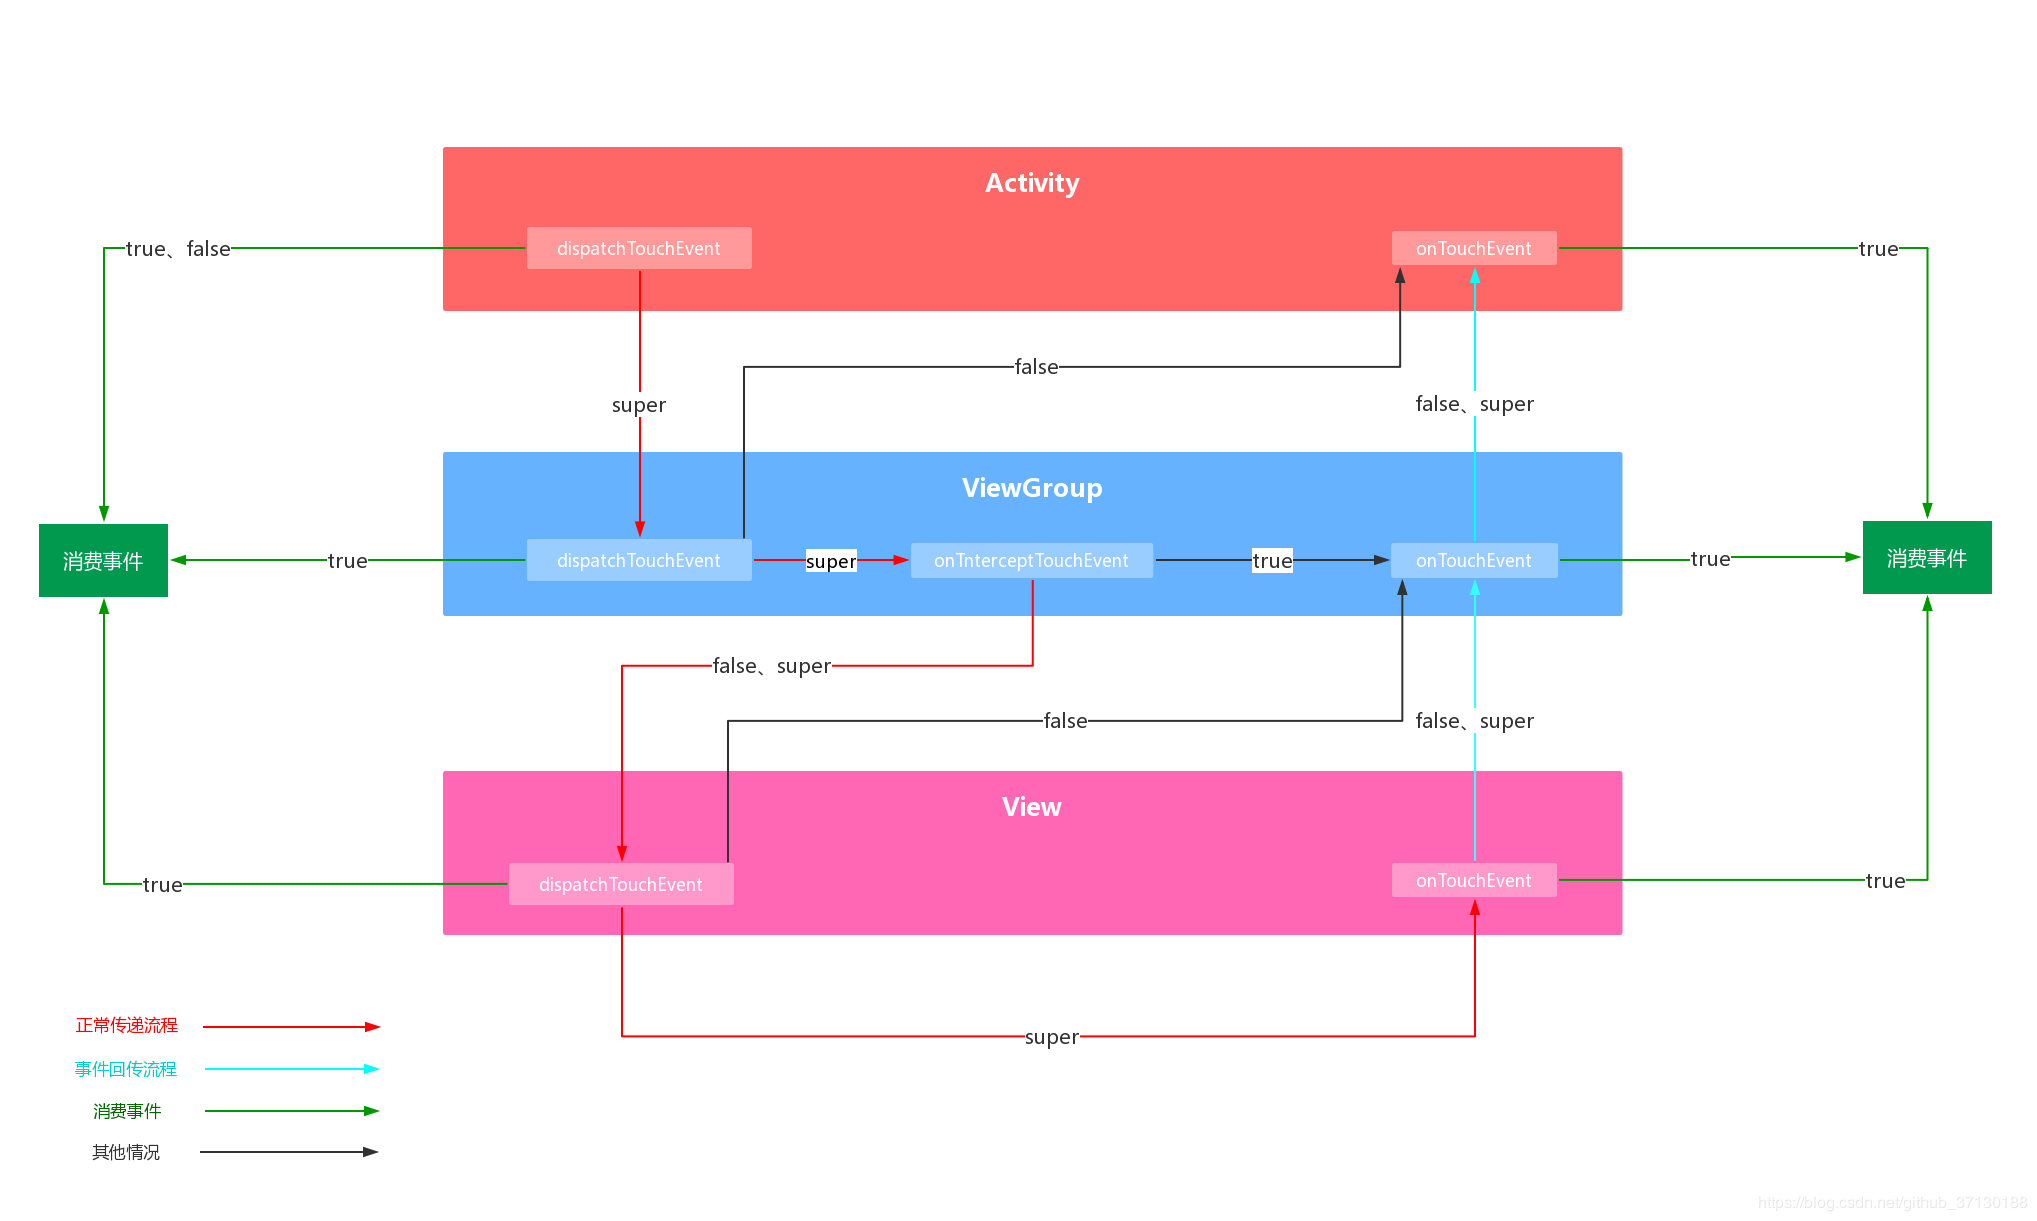 Activity
dispatchTouchEvent
onTouchEvent
true、false
true
false
super
false、super
ViewGroup
消费事件
true
dispatchTouchEvent
super
onTnterceptTouchEvent
true
onTouchEvent
true
消费事件
false、super
false
false、super
View
true
dispatchTouchEvent
onTouchEvent
true
super
正常传递流程
事件回传流程
消费事件
其他情况
https://blog.csdn.net/github_37130188